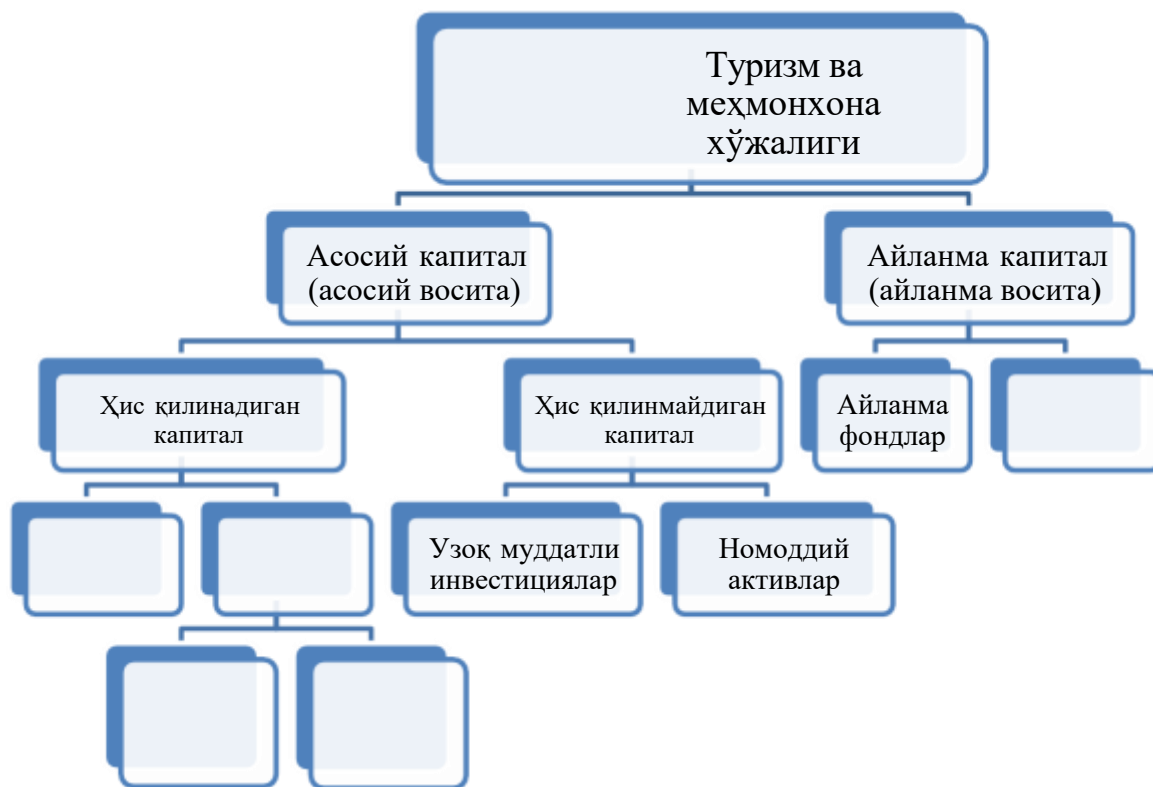 Туризм ва
меҳмонхона
хўжалиги
Асосий капитал
(асосий восита)
Айланма капитал
(айланма восита)
Ҳис қилинадиган
капитал
Ҳис қилинмайдиган
капитал
Айланма
фондлар
Узоқ муддатли
инвестициялар
Номоддий
активлар